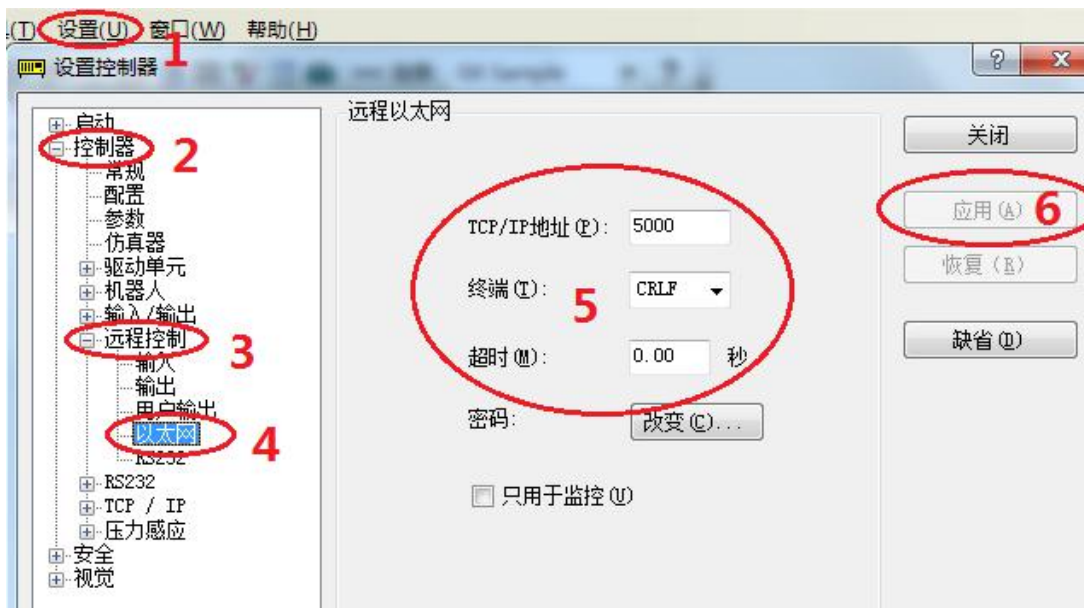 (T) 设置(U) 窗口(W) 帮助(H)
1
设置控制器
启动
控制器 2
常规
配置
参数
仿真器
驱动单元
机器人
输入/输出
远程控制 3
输入
输出
用户输出
以太网 4
RS232
RS232
TCP / IP
压力感应
安全
视觉
远程以太网
TCP/IP地址(P): 5000
终端(T): CRLF
5
超时(M): 0.00 秒
密码: 改变(C)...
只用于监控(U)
关闭
应用(A) 6
恢复(R)
缺省(D)